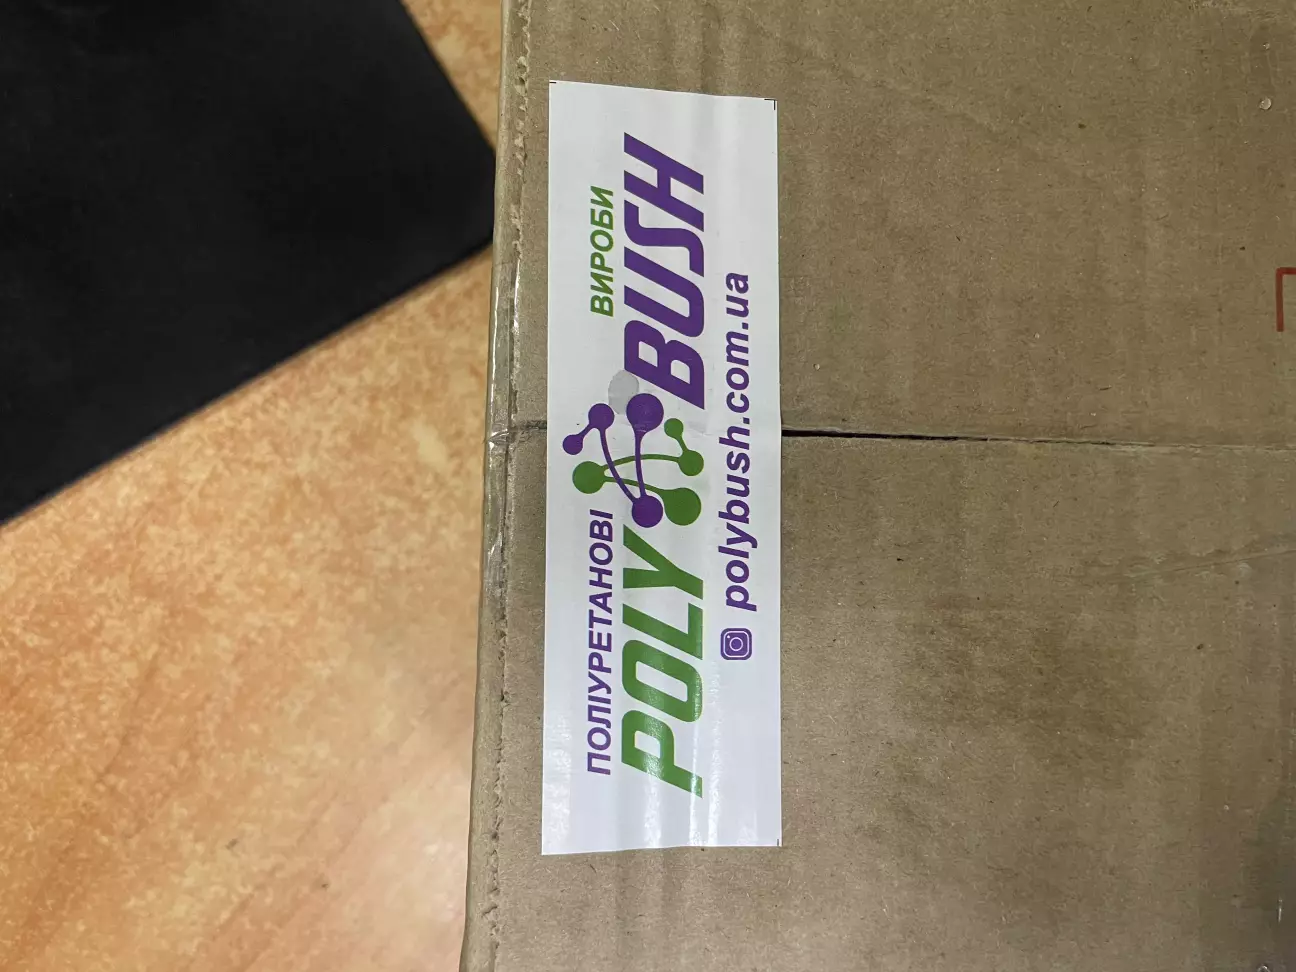 ПОЛІУРЕТАНОВІ ВИРОБИ
POLY BUSH
polybush.com.ua